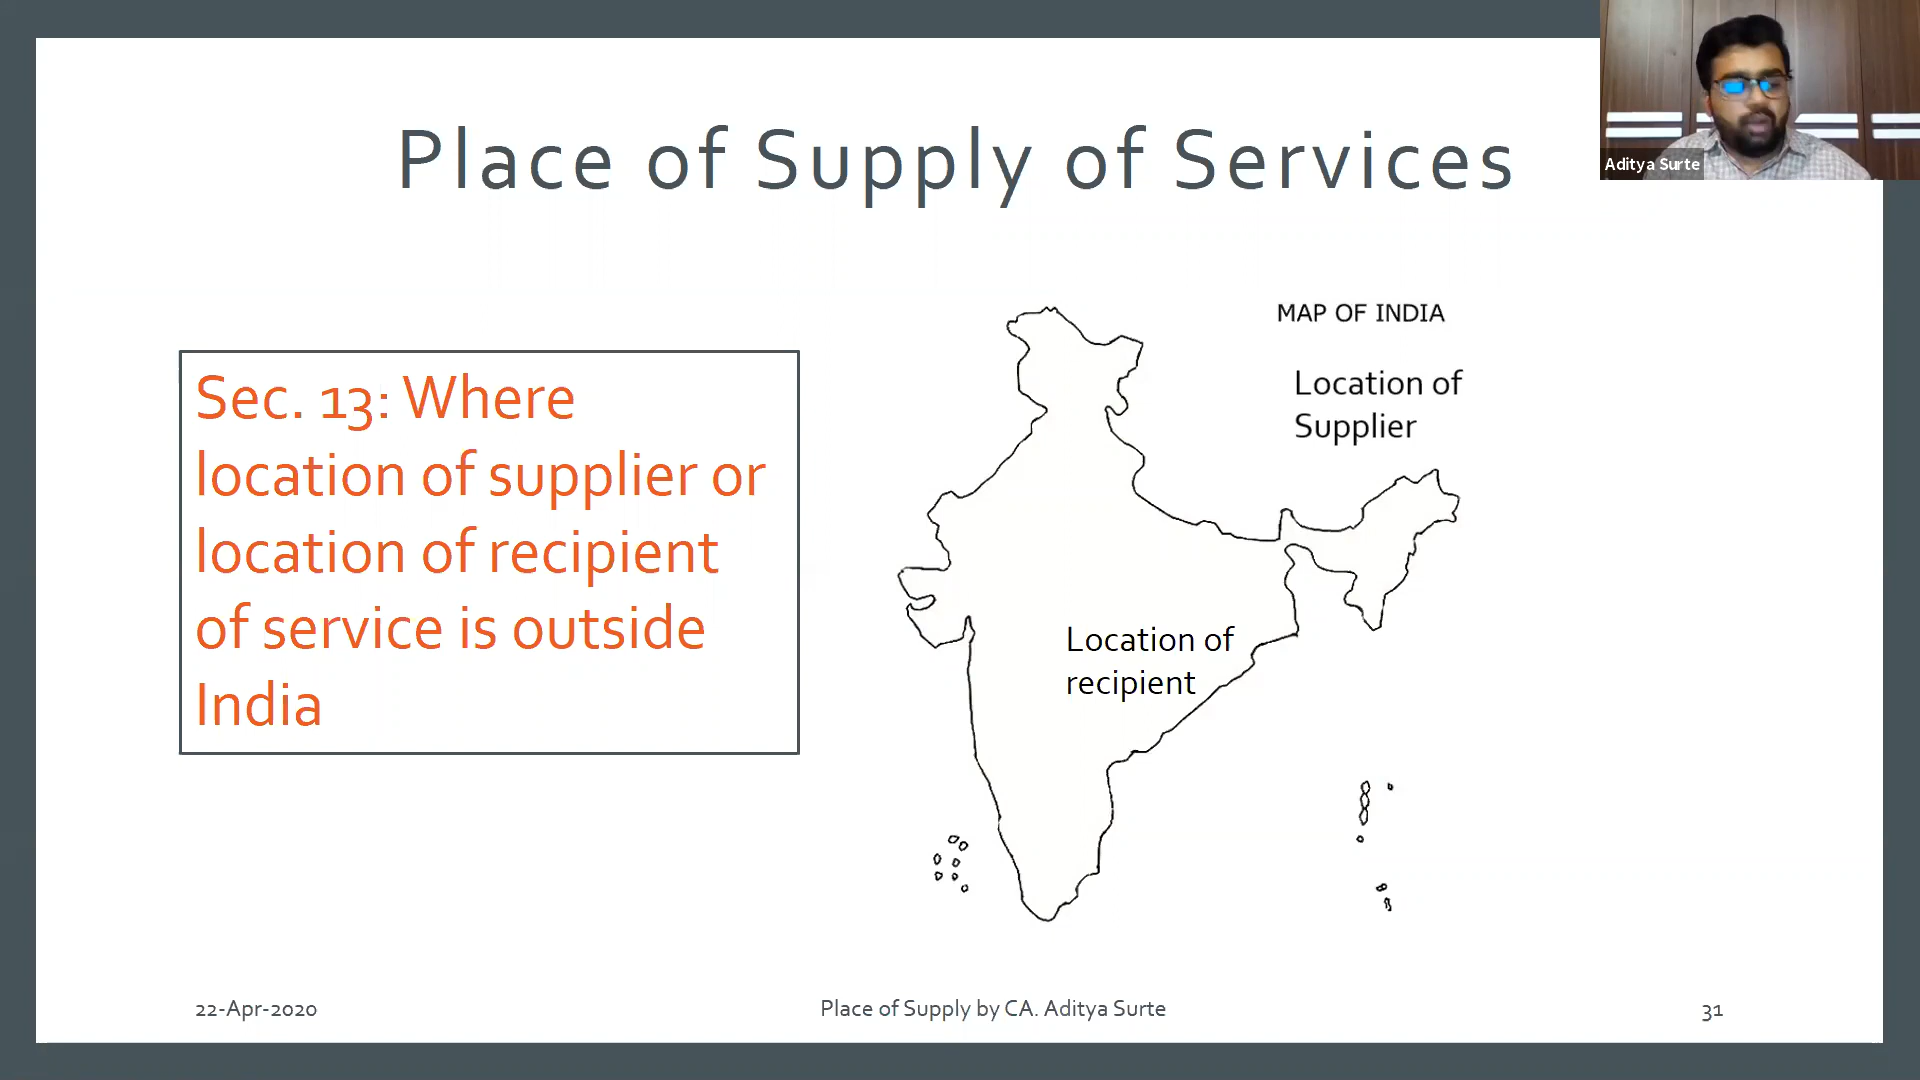 Place of Supply of Services
Aditya Surte
Sec. 13: Where
location of supplier or
location of recipient
of service is outside
India
MAP OF INDIA
Location of
Supplier
Location of
recipient
22-Apr-2020
Place of Supply by CA. Aditya Surte
31